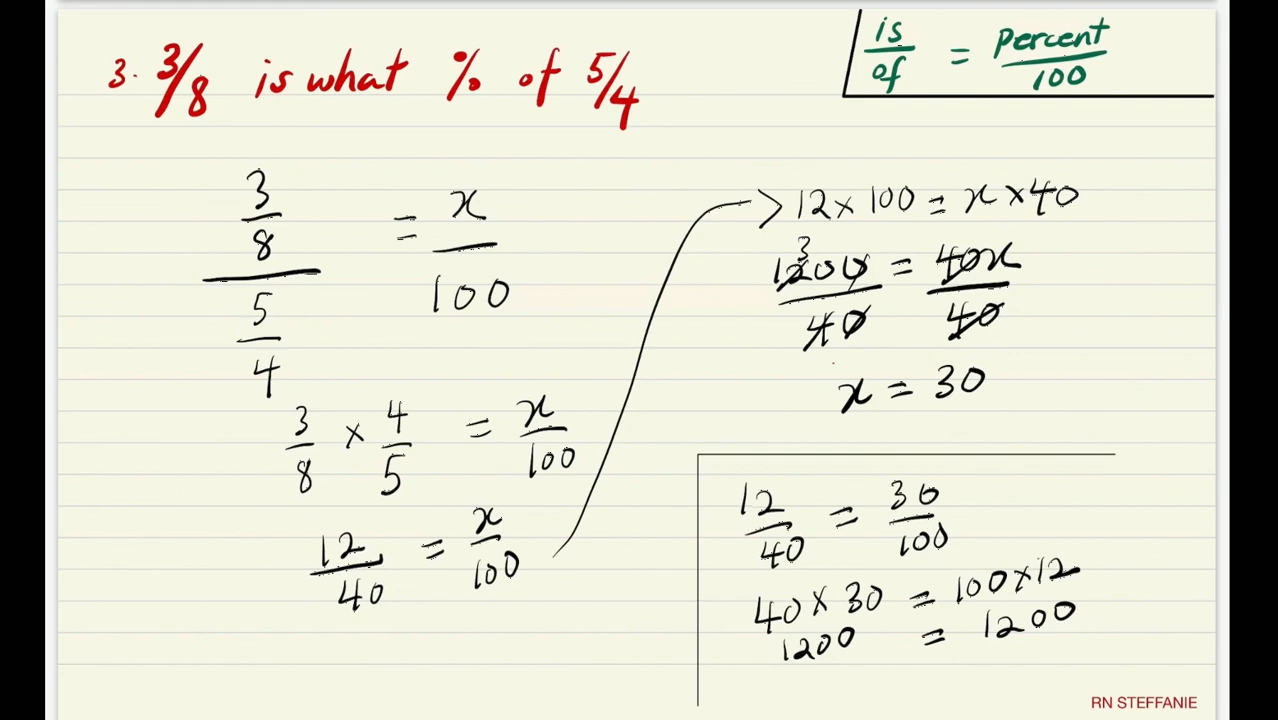 3. 3/8 is what % of 5/4
is/of = percent/100
3/8 / 5/4 = x/100
3/8 × 4/5 = x/100
12/40 = x/100
> 12 × 100 = x × 40
3
1200/40 = 40x/40
x = 30
12/40 = 30/100
40 × 30 = 100 × 12
1200 = 1200
RN STEFFANIE